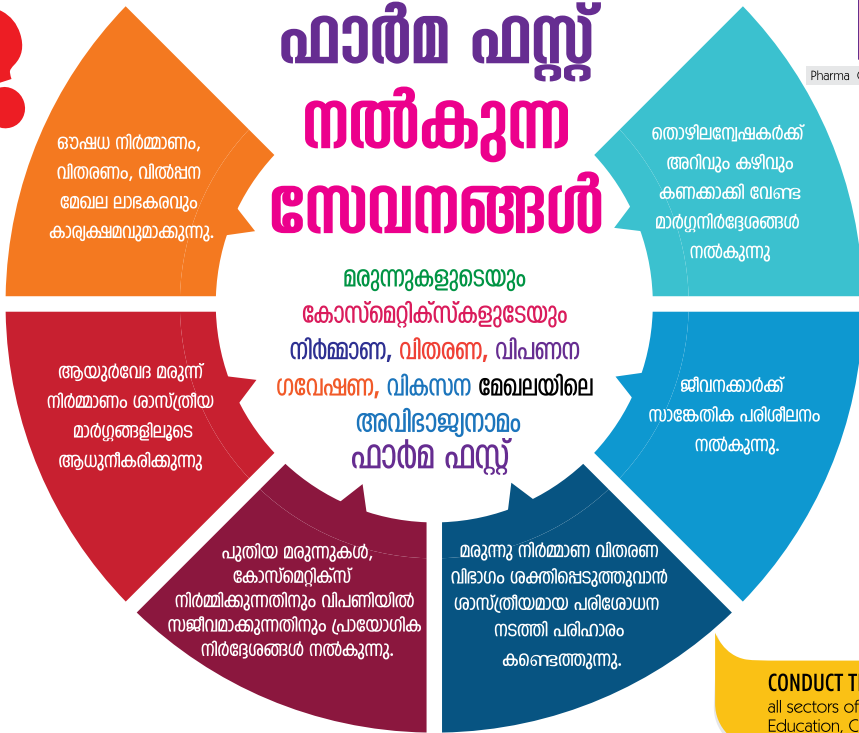 ഫാർമ ഫസ്റ്റ്
നൽകുന്ന
സേവനങ്ങൾ
മരുന്നുകളുടെയും
കോസ്മെറ്റിക്സ്കളുടേയും
നിർമ്മാണ, വിതരണ, വിപണന
ഗവേഷണ, വികസന മേഖലയിലെ
അവിഭാജ്യനാമം
ഫാർമ ഫസ്റ്റ്
ഔഷധ നിർമ്മാണം,
വിതരണം, വിൽപ്പന
മേഖല ലാഭകരവും
കാര്യക്ഷമവുമാക്കുന്നു.
ആയുർവേദ മരുന്ന്
നിർമ്മാണം ശാസ്ത്രീയ
മാർഗ്ഗങ്ങളിലൂടെ
ആധുനീകരിക്കുന്നു
പുതിയ മരുന്നുകൾ,
കോസ്മെറ്റിക്സ്
നിർമ്മിക്കുന്നതിനും വിപണിയിൽ
സജീവമാക്കുന്നതിനും പ്രായോഗിക
നിർദ്ദേശങ്ങൾ നൽകുന്നു.
മരുന്നു നിർമ്മാണ വിതരണ
വിഭാഗം ശക്തിപ്പെടുത്തുവാൻ
ശാസ്ത്രീയമായ പരിശോധന
നടത്തി പരിഹാരം
കണ്ടെത്തുന്നു.
ജീവനക്കാർക്ക്
സാങ്കേതിക പരിശീലനം
നൽകുന്നു.
തൊഴിലന്വേഷകർക്ക്
അറിവും കഴിവും
കണക്കാക്കി വേണ്ട
മാർഗ്ഗനിർദ്ദേശങ്ങൾ
നൽകുന്നു
Pharma
CONDUCT
all sectors of
Education,